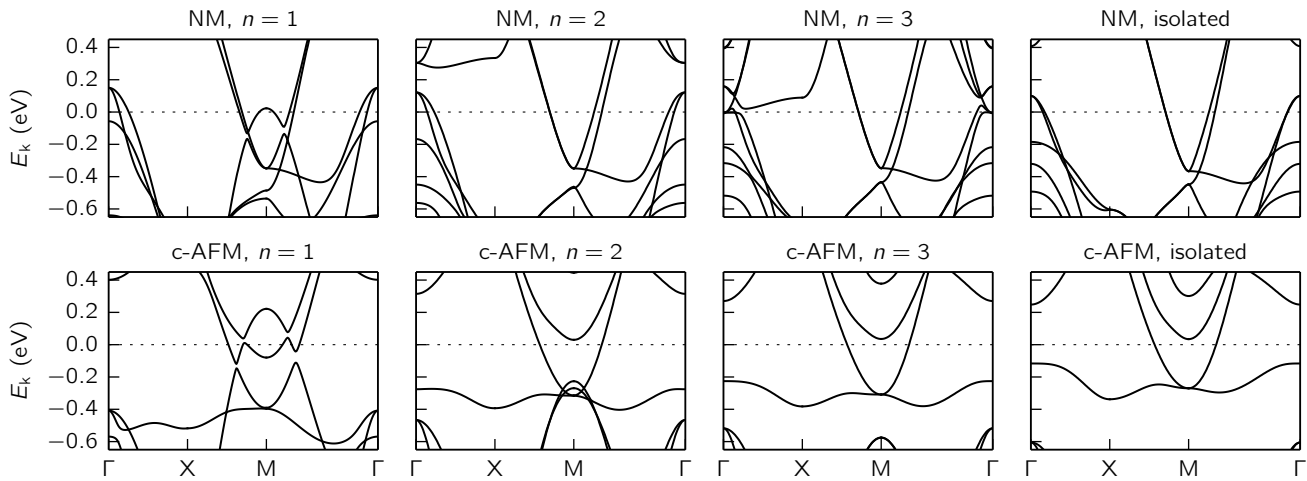 NM, n = 1 NM, n = 2 NM, n = 3 NM, isolated
0.4
0.2
0.0
−0.2
−0.4
−0.6
Ek (eV)
c-AFM, n = 1 c-AFM, n = 2 c-AFM, n = 3 c-AFM, isolated
0.4
0.2
0.0
−0.2
−0.4
−0.6
Ek (eV)
Γ X M Γ Γ X M Γ Γ X M Γ Γ X M Γ